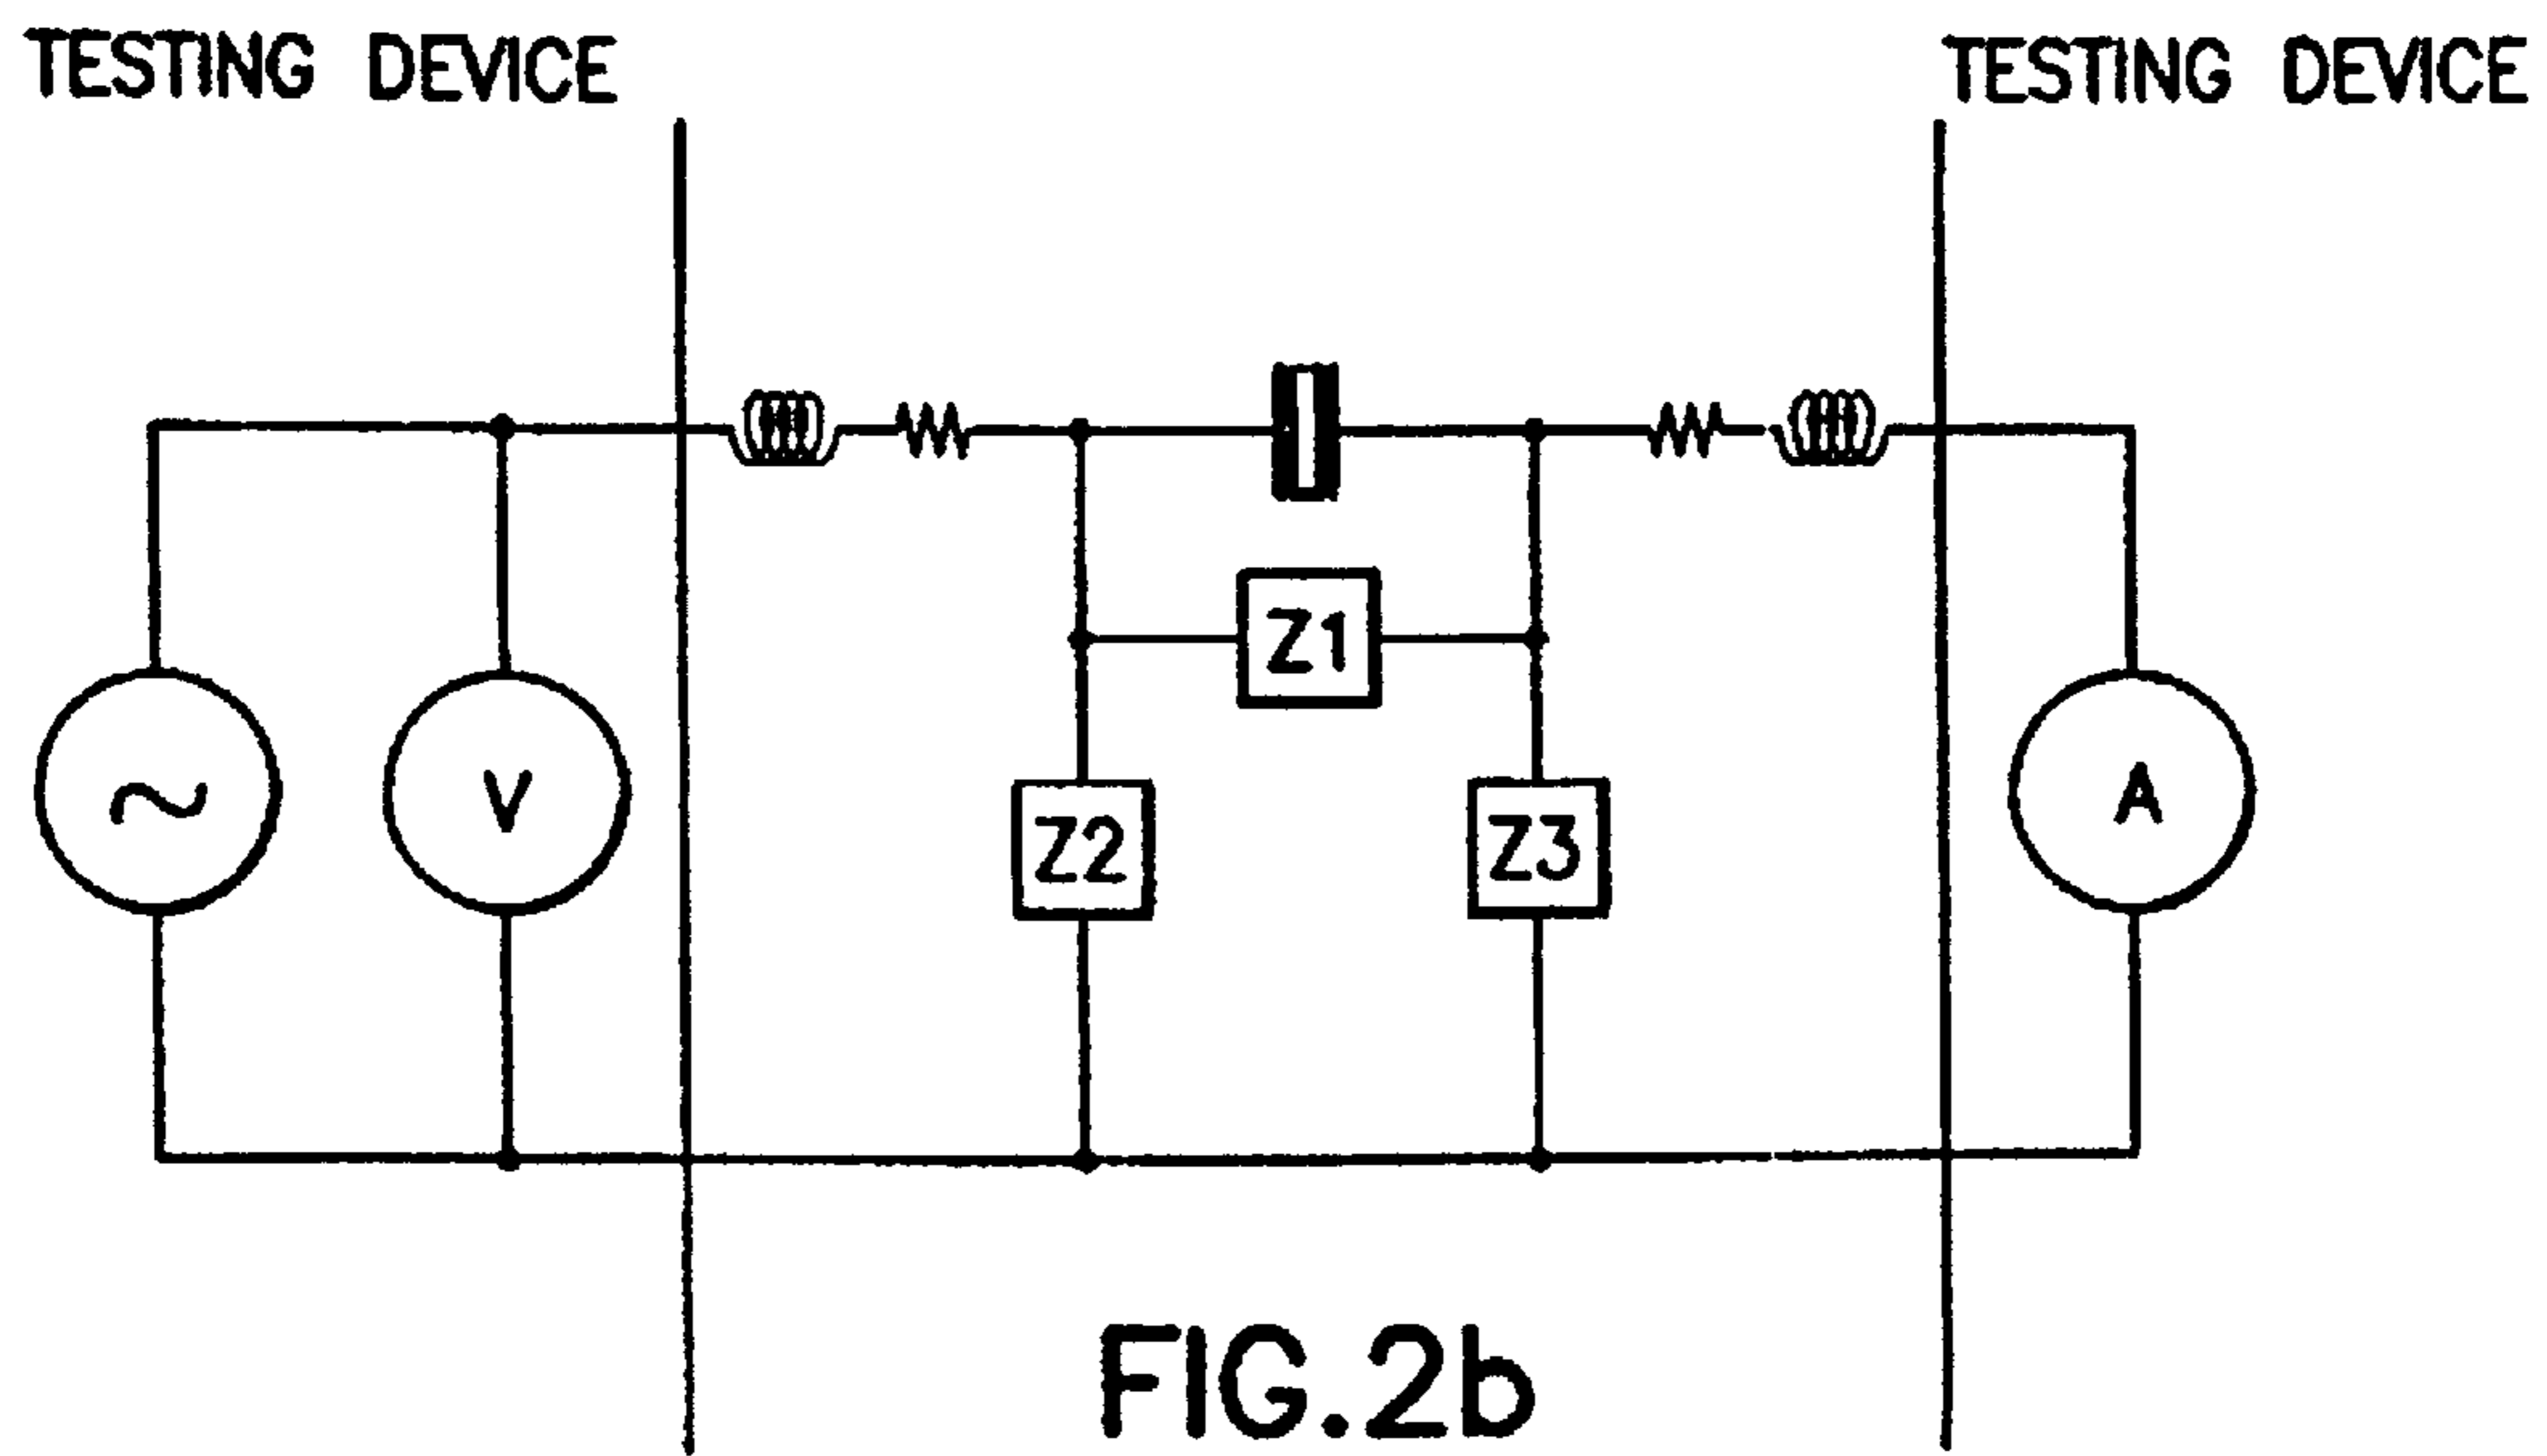 TESTING DEVICE
TESTING DEVICE
Z1
~
V
Z2
Z3
A
FIG.2b